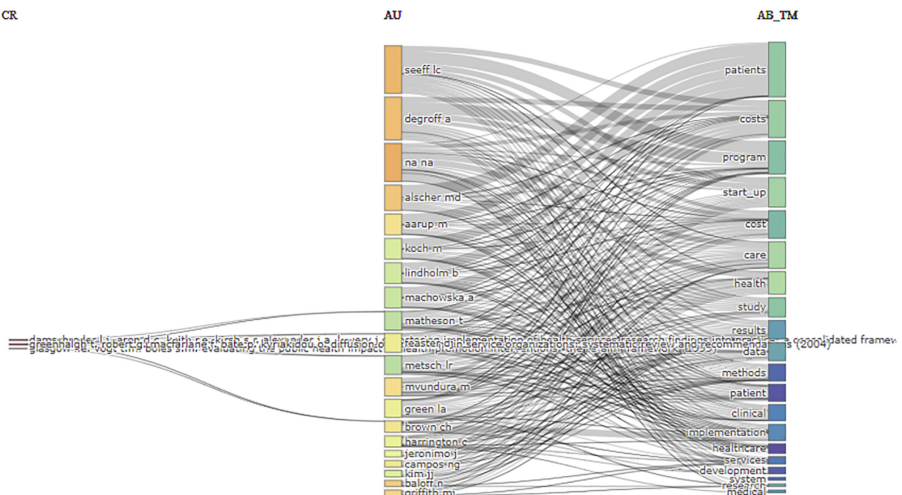 CR
AU
AB_TM
seeff lc
degroff a
na na
alscher md
aarup m
koch m
lindholm b
machowska a
matheson t
metsch lr
mvundura m
green la
brown ch
harrington c
jeronimo j
campos ng
kim jj
baloff n
griffith mj
patients
costs
program
start_up
cost
care
health
study
results
data
methods
patient
clinical
implementation
healthcare
services
development
system
research
medical